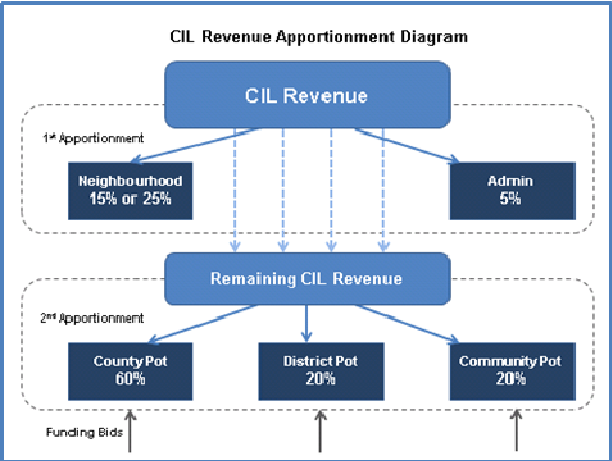 CIL Revenue Apportionment Diagram
CIL Revenue
1st Apportionment
Neighbourhood
15% or 25%
Admin
5%
Remaining CIL Revenue
2nd Apportionment
County Pot
60%
District Pot
20%
Community Pot
20%
Funding Bids